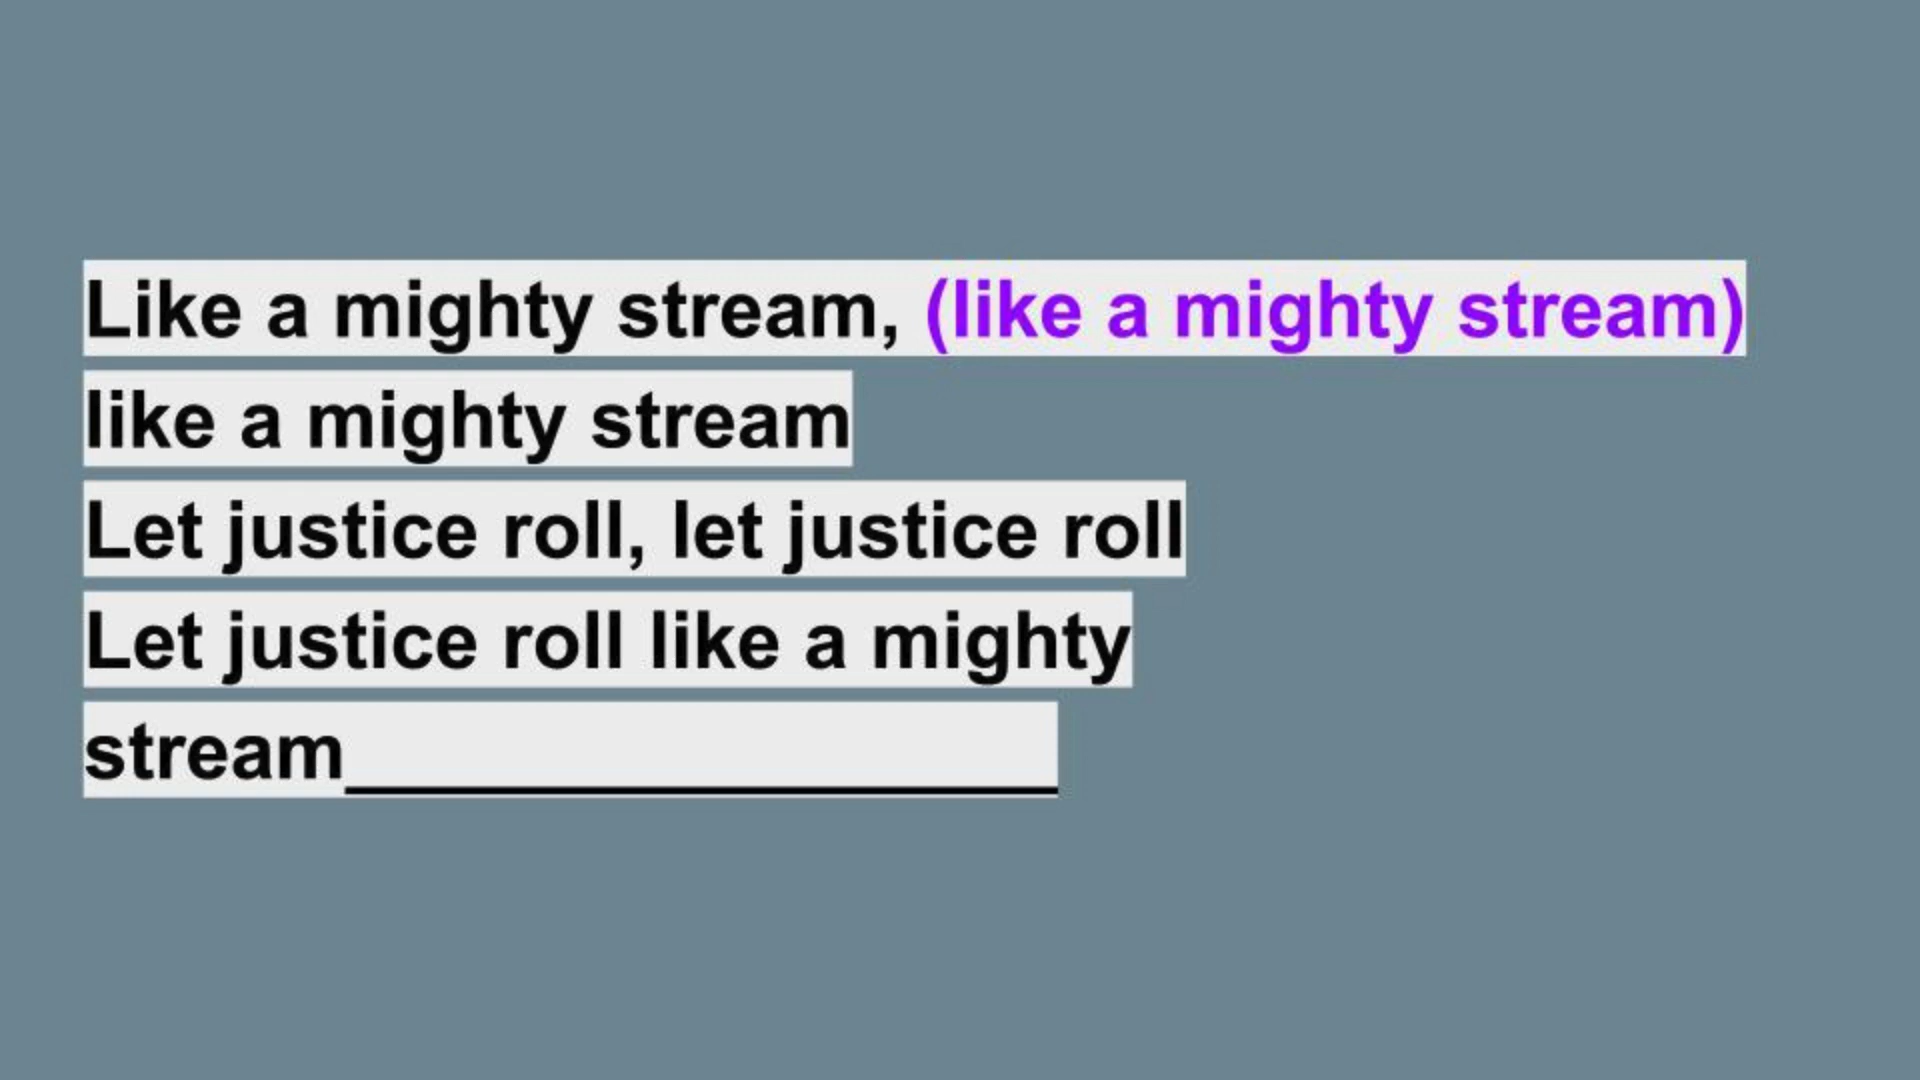 Like a mighty stream, (like a mighty stream)
like a mighty stream
Let justice roll, let justice roll
Let justice roll like a mighty
stream___________________